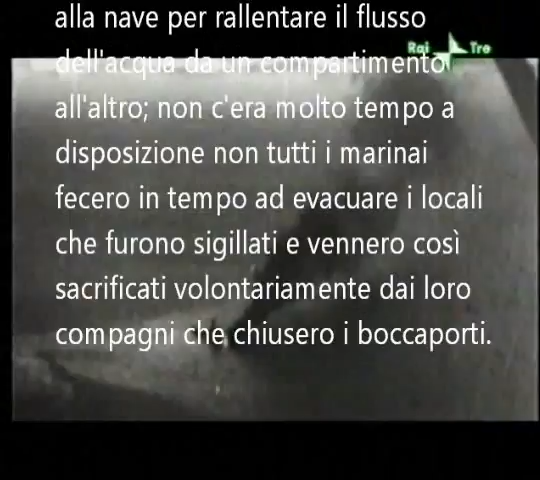 alla nave per rallentare il flusso
Rai Tre
dell'acqua da un compartimento
all'altro; non c'era molto tempo a
disposizione non tutti i marinai
fecero in tempo ad evacuare i locali
che furono sigillati e vennero così
sacrificati volontariamente dai loro
compagni che chiusero i boccaporti.